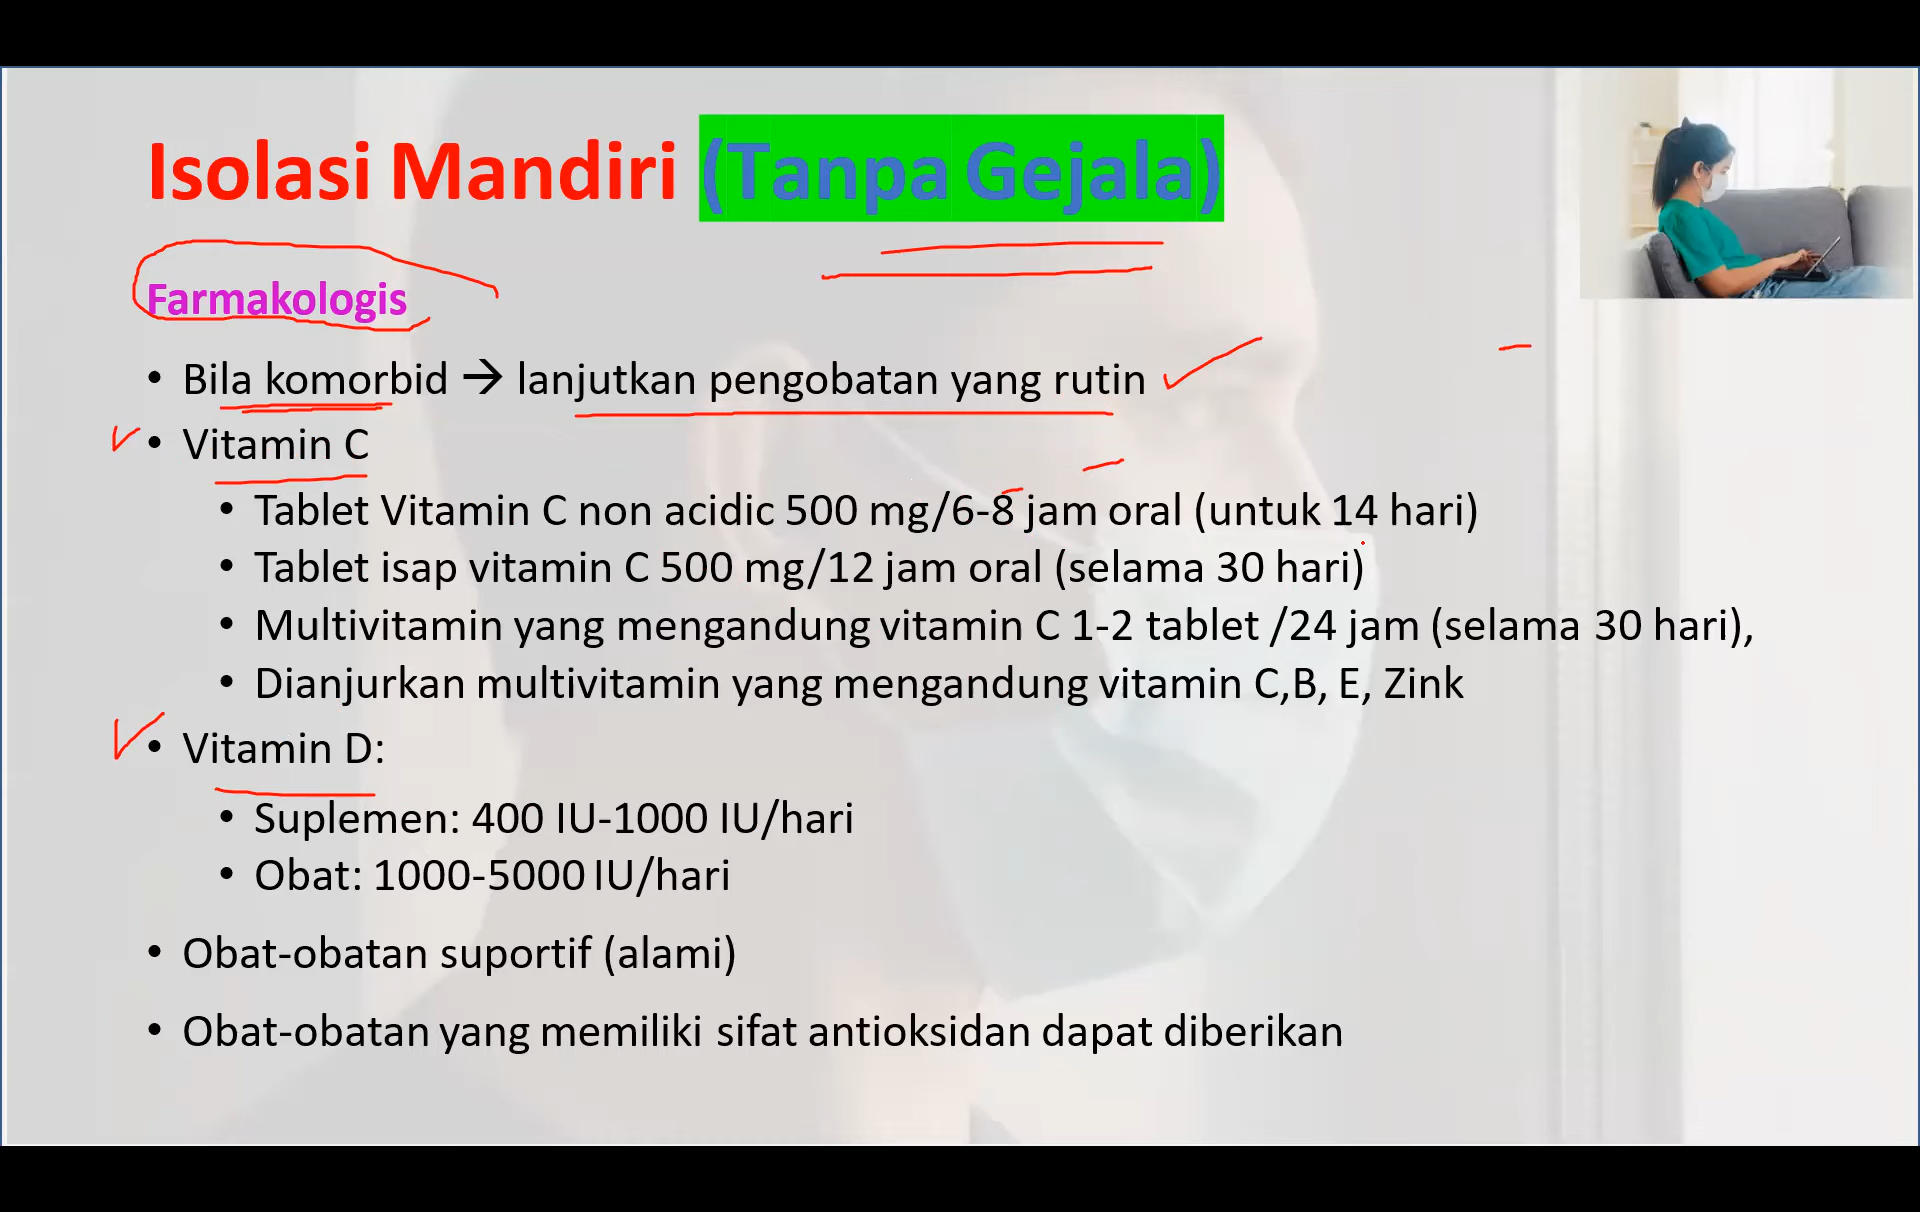 Isolasi Mandiri (Tanpa Gejala)
Farmakologis
• Bila komorbid → lanjutkan pengobatan yang rutin
• Vitamin C
• Tablet Vitamin C non acidic 500 mg/6-8 jam oral (untuk 14 hari)
• Tablet isap vitamin C 500 mg/12 jam oral (selama 30 hari)
• Multivitamin yang mengandung vitamin C 1-2 tablet /24 jam (selama 30 hari),
• Dianjurkan multivitamin yang mengandung vitamin C,B, E, Zink
• Vitamin D:
• Suplemen: 400 IU-1000 IU/hari
• Obat: 1000-5000 IU/hari
• Obat-obatan suportif (alami)
• Obat-obatan yang memiliki sifat antioksidan dapat diberikan